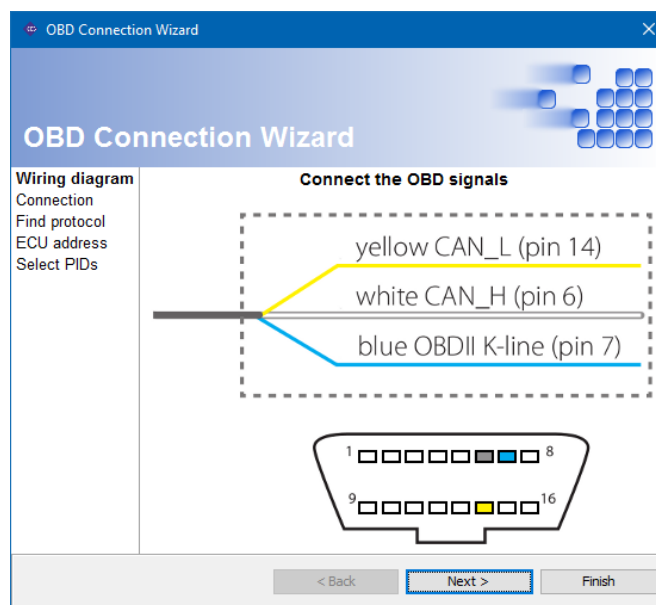 OBD Connection Wizard
OBD Connection Wizard
Wiring diagram
Connection
Find protocol
ECU address
Select PIDs
Connect the OBD signals
yellow CAN_L (pin 14)
white CAN_H (pin 6)
blue OBDII K-line (pin 7)
1 8
9 16
< Back Next > Finish